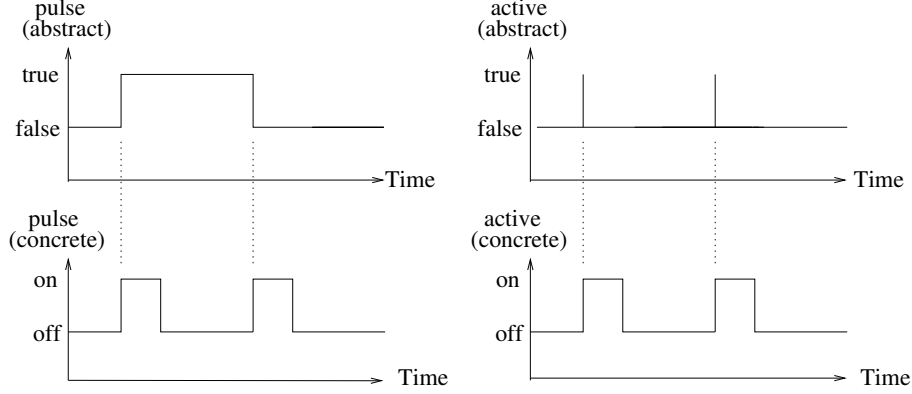 pulse
(abstract)
true
false
Time
active
(abstract)
true
false
Time
pulse
(concrete)
on
off
Time
active
(concrete)
on
off
Time